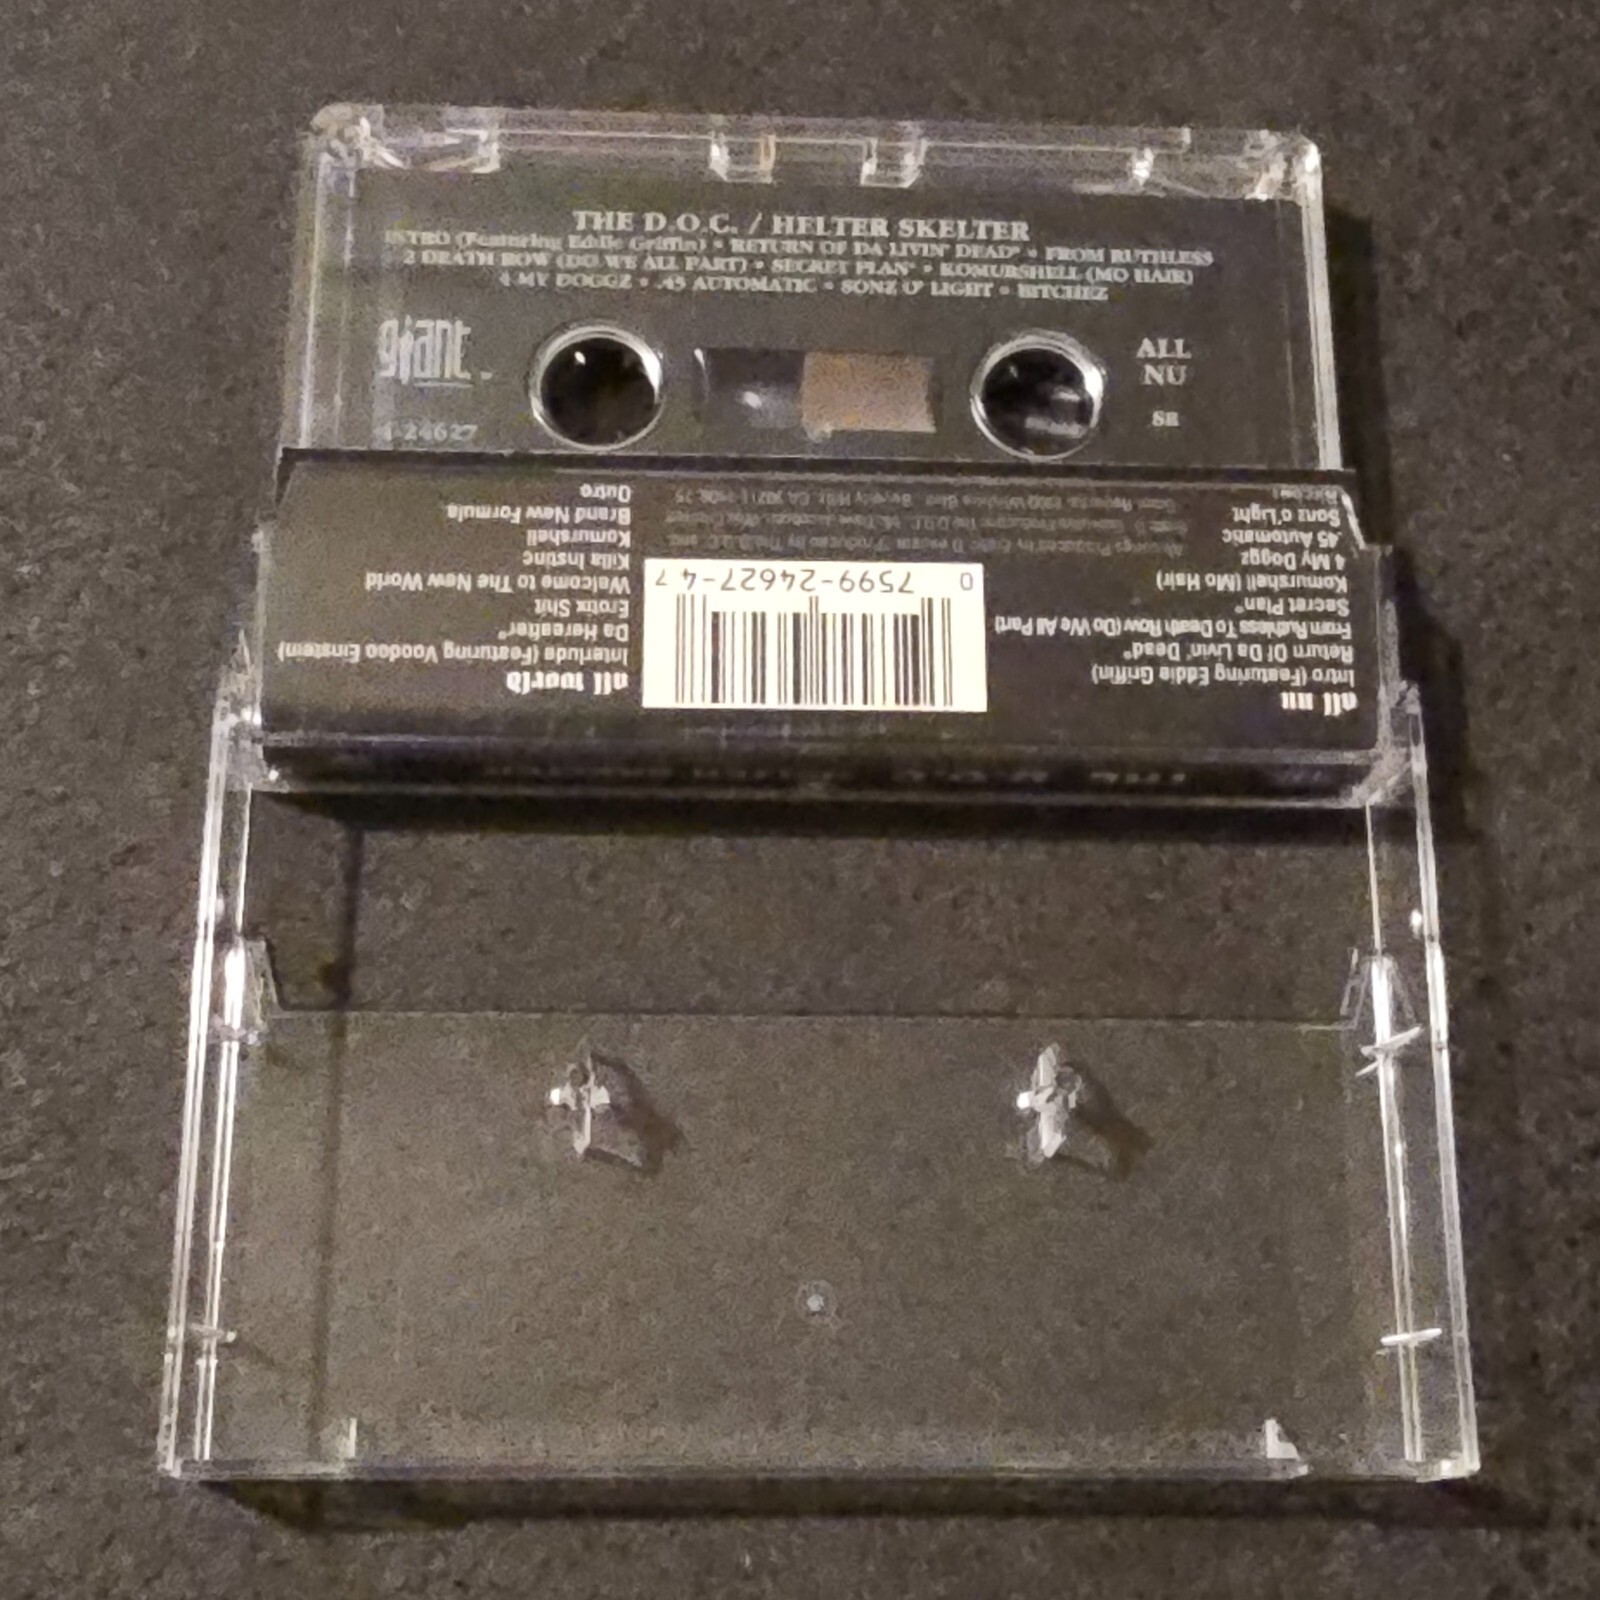 THE D.O.C. / HELTER SKELTER
INTRO (Featuring Eddie Griffin) • RETURN OF DA LIVIN' DEAD* • FROM RUTHLESS
2 DEATH ROW (DO WE ALL PART) • SECRET PLAN* • KOMURSHELL (MO HAIR)
4 MY DOGGZ • .45 AUTOMATIC • SONZ O' LIGHT • BITCHEZ
giant
4-24627
ALL
NU
SR
all nu
Intro (Featuring Eddie Griffin)
Return Of Da Livin' Dead*
From Ruthless To Death Row (Do We All Part)
Secret Plan*
Komurshell (Mo Hair)
4 My Doggz
.45 Automatic
Sonz o' Light
0 7599-24627-4 7
all world
Interlude (Featuring Voodoo Einstein)
Da Hereafter*
Erotix Shit
Welcome to The New World
Killa Instinc
Komurshell
Brand New Formula
Outro